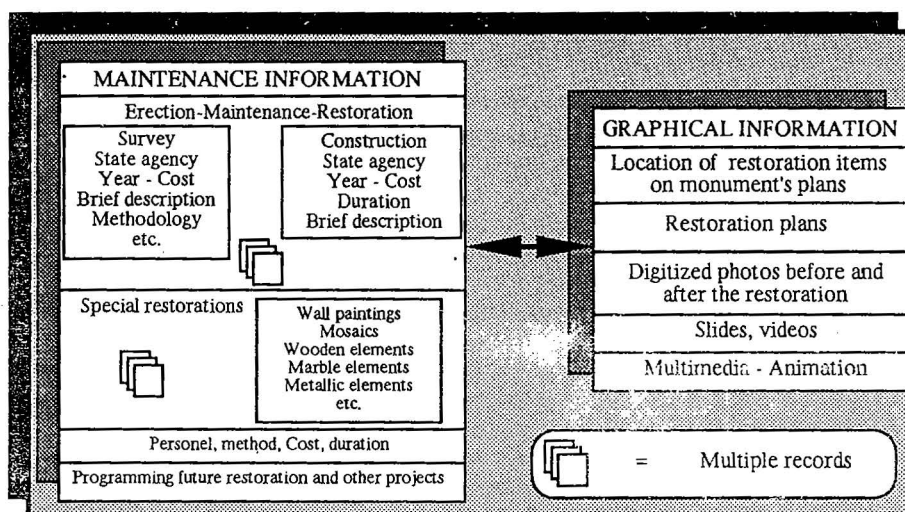 MAINTENANCE INFORMATION
Erection-Maintenance-Restoration
Survey
State agency
Year - Cost
Brief description
Methodology
etc.
Construction
State agency
Year - Cost
Duration
Brief description
Special restorations
Wall paintings
Mosaics
Wooden elements
Marble elements
Metallic elements
etc.
Personel, method, Cost, duration
Programming future restoration and other projects
GRAPHICAL INFORMATION
Location of restoration items
on monument's plans
Restoration plans
Digitized photos before and
after the restoration
Slides, videos
Multimedia - Animation
= Multiple records